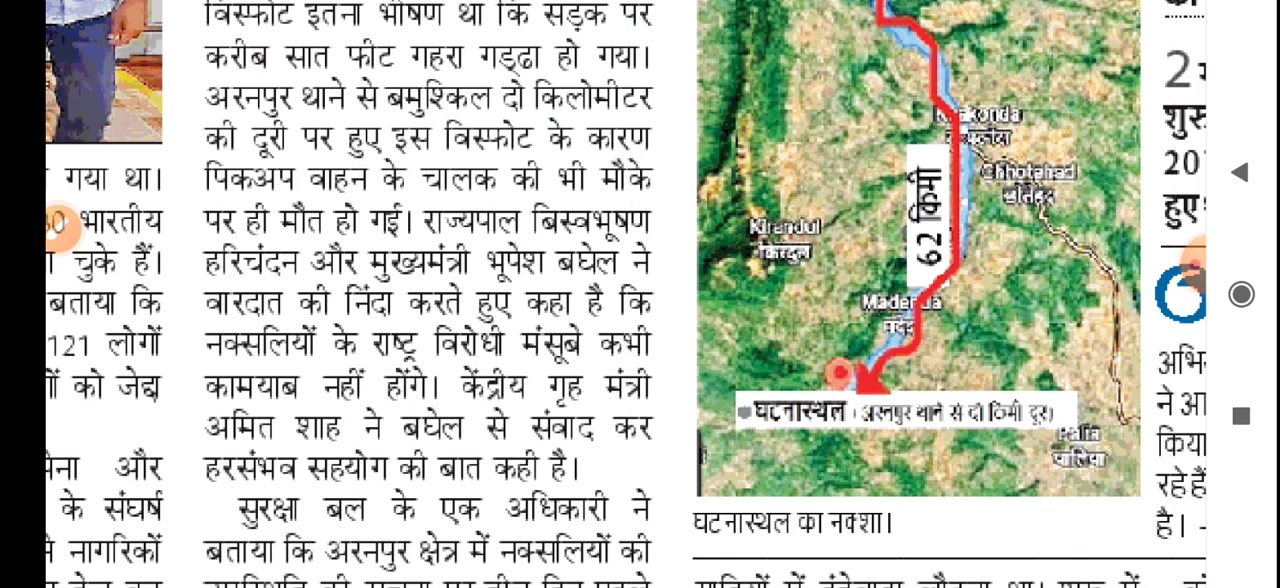 गया था।
भारतीय
चुके हैं।
बताया कि
121 लोगों
को जेद्दा
सेना और
के संघर्ष
नागरिकों
विस्फोट इतना भीषण था कि सड़क पर
करीब सात फीट गहरा गड्ढा हो गया।
अरनपुर थाने से बमुश्किल दो किलोमीटर
की दूरी पर हुए इस विस्फोट के कारण
पिकअप वाहन के चालक की भी मौके
पर ही मौत हो गई। राज्यपाल बिस्वभूषण
हरिचंदन और मुख्यमंत्री भूपेश बघेल ने
वारदात की निंदा करते हुए कहा है कि
नक्सलियों के राष्ट्र विरोधी मंसूबे कभी
कामयाब नहीं होंगे। केंद्रीय गृह मंत्री
अमित शाह ने बघेल से संवाद कर
हरसंभव सहयोग की बात कही है।
सुरक्षा बल के एक अधिकारी ने
बताया कि अरनपुर क्षेत्र में नक्सलियों की
Chhotahad
Kirandul
किरंदुल
62 किमी
घटनास्थल (अरनपुर थाने से दो किमी दूर)
Palia
पालिया
घटनास्थल का नक्शा।
2
शुरु
20
हुए
ने आ
किया
रहे हैं
है। -